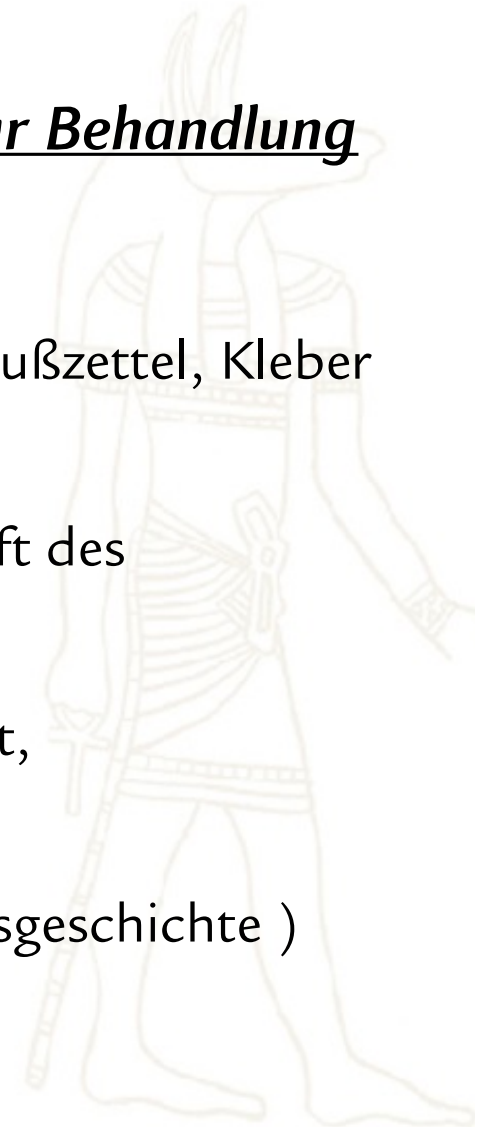 r Behandlung
ußzettel, Kleber
ft des
t,
sgeschichte )